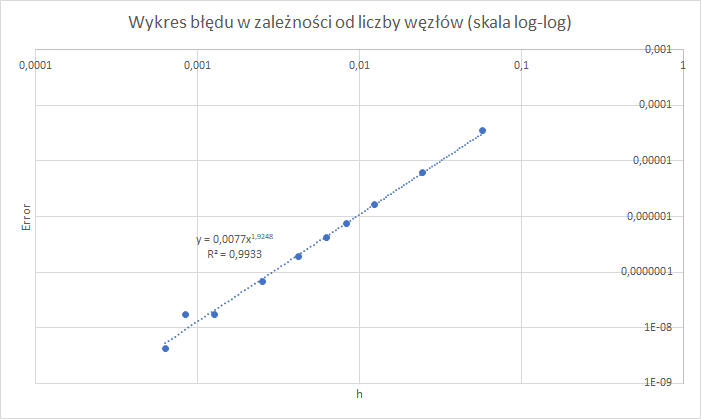 Wykres błędu w zależności od liczby węzłów (skala log-log)
0,001
0,0001 0,001 0,01 0,1 1
0,0001
0,00001
0,000001
Error
y = 0,0077x^1,9248
R² = 0,9933
0,0000001
1E-08
1E-09
h